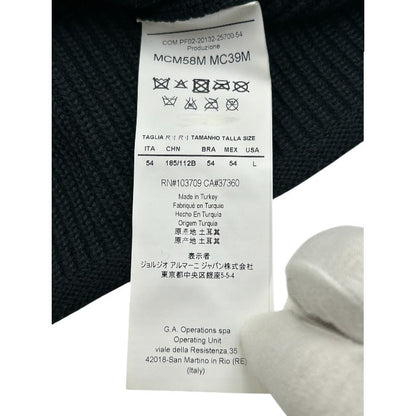 COM.PF02-20132-25700-54
Produzione
MCM58M MC39M
TAGLIA 尺寸 尺寸 TAMANHO TALLA SIZE
ITA CHN BRA MEX USA
54 185/112B 54 54 L
RN#103709 CA#37360
Made in Turkey
Fabriqué en Turquie
Hecho En Turquía
Origem Turquia
原産地 土耳其
原产地 土耳其
表示者
ジョルジオ アルマーニ ジャパン株式会社
東京都中央区銀座5-5-4
G.A. Operations spa
Operating Unit
viale della Resistenza,35
42018-San Martino in Rio (RE)
(Italy)